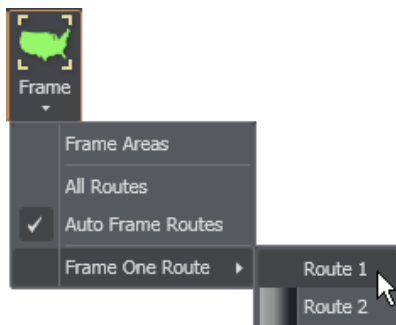 Frame
Frame Areas
All Routes
Auto Frame Routes
Frame One Route
Route 1
Route 2